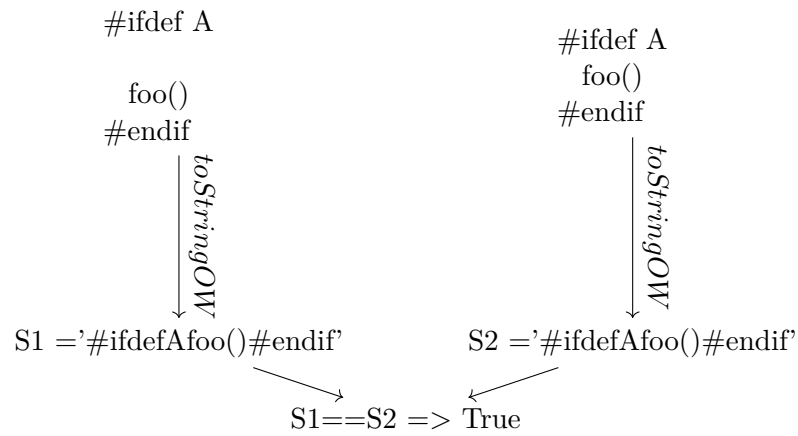 #ifdef A
foo()
#endif
#ifdef A
foo()
#endif
toStringOW
toStringOW
S1 =’#ifdefAfoo()#endif’
S2 =’#ifdefAfoo()#endif’
S1==S2 => True